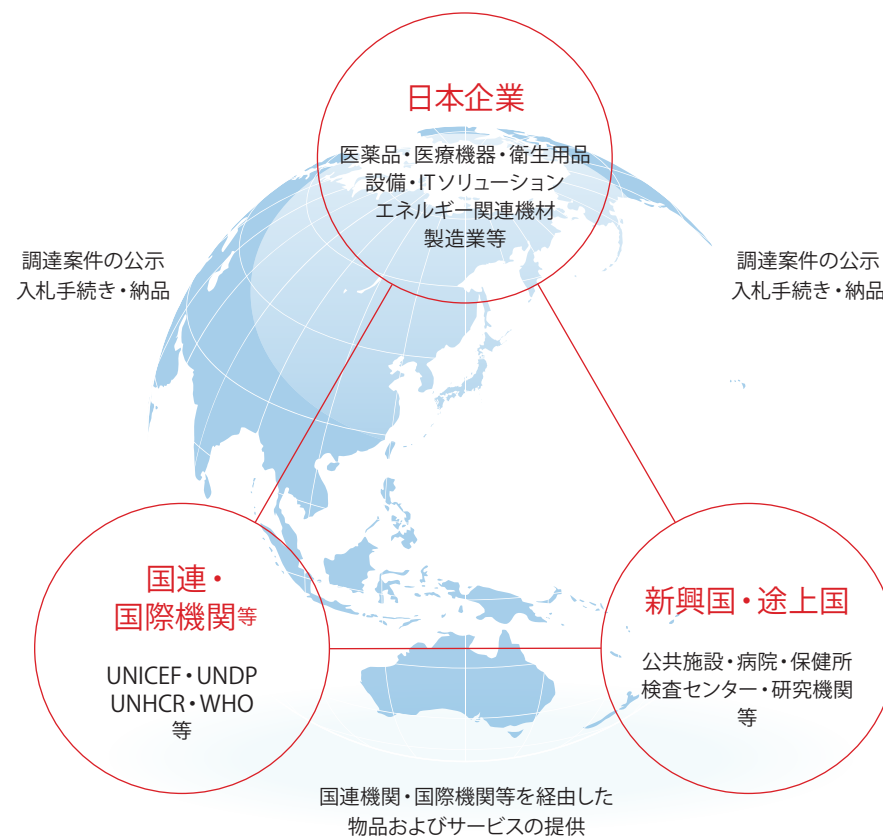 日本企業
医薬品・医療機器・衛生用品
設備・ITソリューション
エネルギー関連機材
製造業等
調達案件の公示
入札手続き・納品
調達案件の公示
入札手続き・納品
国連・
国際機関等
UNICEF・UNDP
UNHCR・WHO
等
新興国・途上国
公共施設・病院・保健所
検査センター・研究機関
等
国連機関・国際機関等を経由した
物品およびサービスの提供